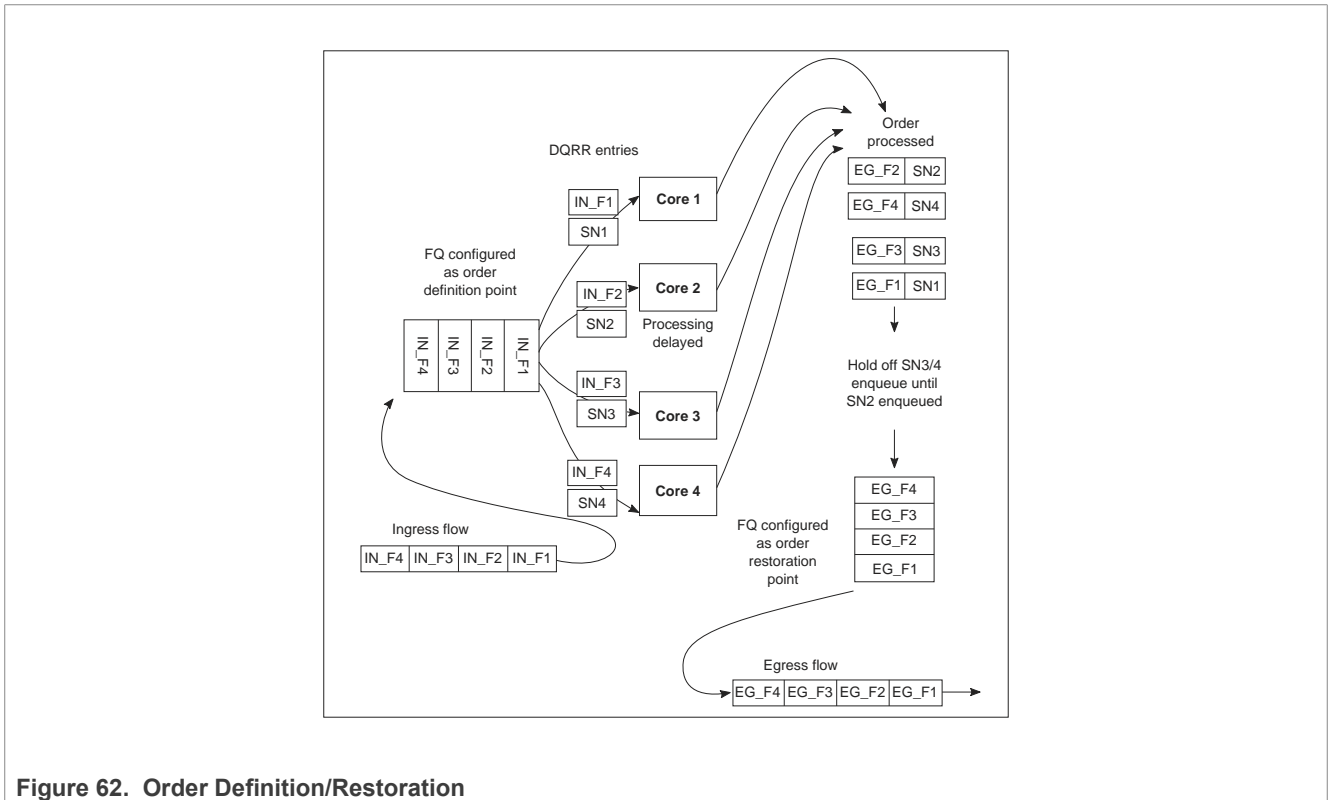 DQRR entries
IN_F1
SN1
Core 1
IN_F2
SN2
Core 2
Processing
delayed
IN_F3
SN3
Core 3
IN_F4
SN4
Core 4
FQ configured
as order
definition point
IN_F4 IN_F3 IN_F2 IN_F1
Ingress flow
IN_F4 IN_F3 IN_F2 IN_F1
Order
processed
EG_F2 SN2
EG_F4 SN4
EG_F3 SN3
EG_F1 SN1
Hold off SN3/4
enqueue until
SN2 enqueued
FQ configured
as order
restoration
point
EG_F4
EG_F3
EG_F2
EG_F1
Egress flow
EG_F4 EG_F3 EG_F2 EG_F1
Figure 62. Order Definition/Restoration